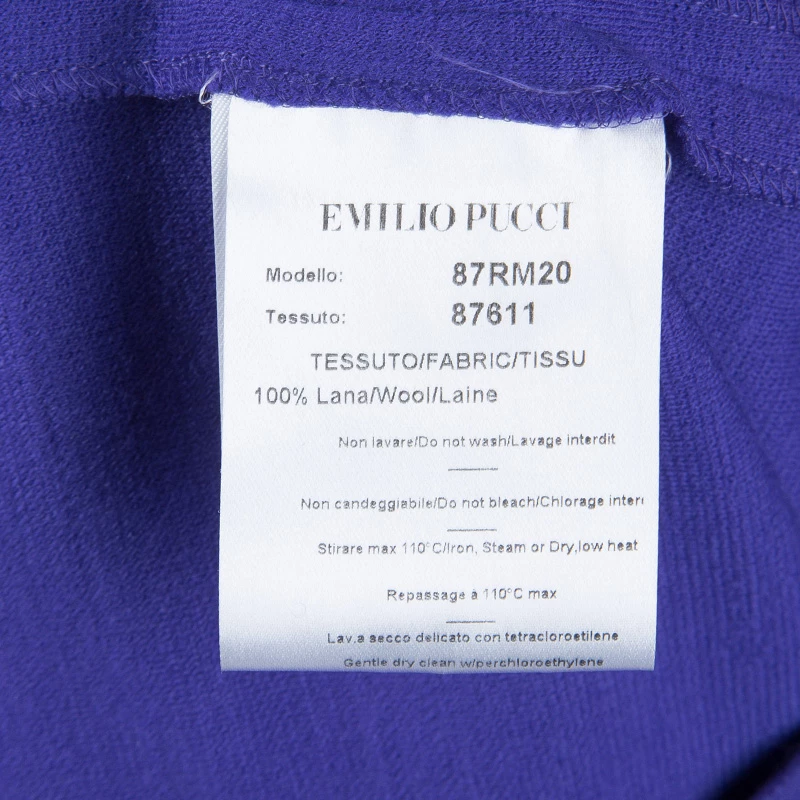 EMILIO PUCCI
Modello: 87RM20
Tessuto: 87611
TESSUTO/FABRIC/TISSU
100% Lana/Wool/Laine
Non lavare/Do not wash/Lavage interdit
Non candeggiabile/Do not bleach/Chlorage inter
Stirare max 110°C/Iron, Steam or Dry,low heat
Repassage à 110°C max
Lav.a secco delicato con tetracloroetilene
Gentle dry clean w/perchloroethylene